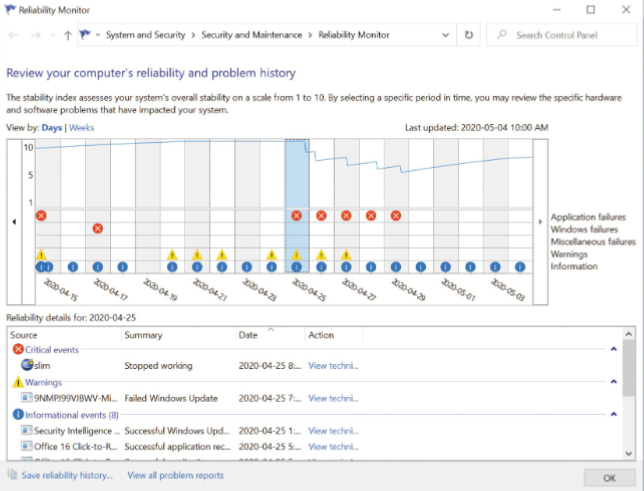 Reliability Monitor
System and Security > Security and Maintenance > Reliability Monitor
Search Control Panel
Review your computer's reliability and problem history
The stability index assesses your system's overall stability on a scale from 1 to 10. By selecting a specific period in time, you may review the specific hardware
and software problems that have impacted your system.
View by: Days | Weeks
Last updated: 2020-05-04 10:00 AM
10
5
1
Application failures
Windows failures
Miscellaneous failures
Warnings
Information
2020-04-15
2020-04-17
2020-04-19
2020-04-21
2020-04-23
2020-04-25
2020-04-27
2020-04-29
2020-05-01
2020-05-03
Reliability details for: 2020-04-25
Source Summary Date Action
Critical events
slim Stopped working 2020-04-25 8:... View techni...
Warnings
9NMPJ99VJBWV-Mi... Failed Windows Update 2020-04-25 7:... View techni...
Informational events (8)
Security Intelligence ... Successful Windows Upd... 2020-04-25 1:... View techni...
Office 16 Click-to-R... Successful application rec... 2020-04-25 5:... View techni...
Save reliability history... View all problem reports
OK